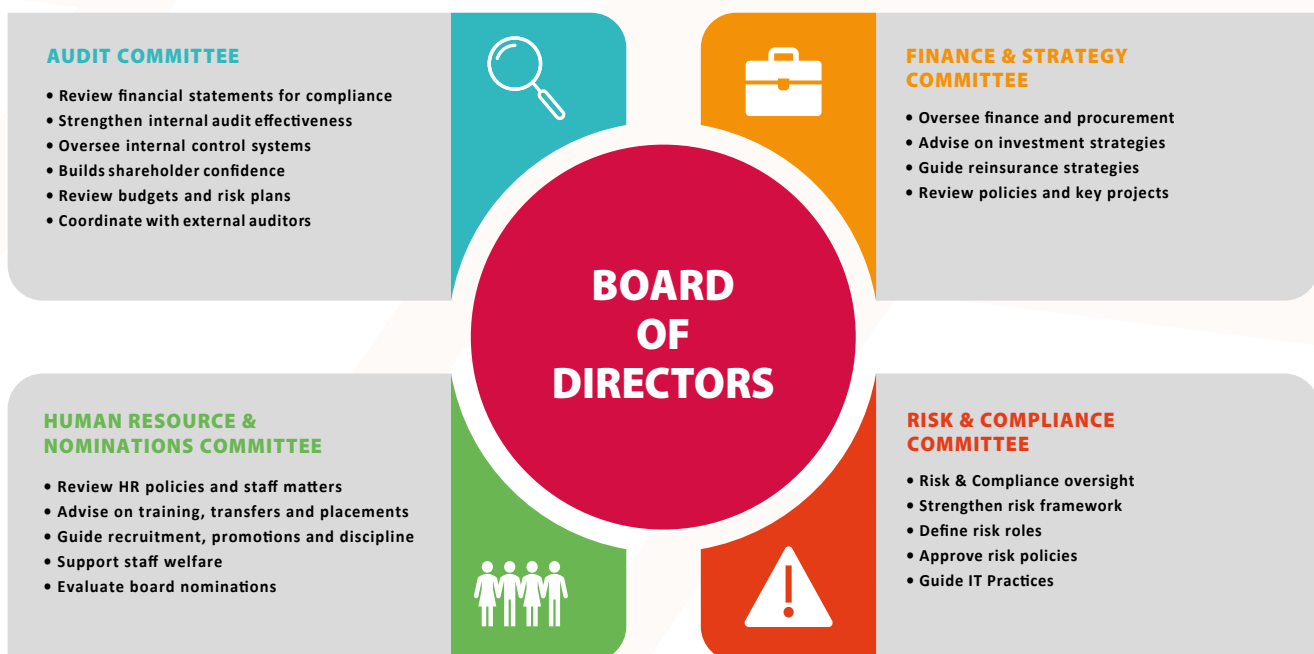 AUDIT COMMITTEE
• Review financial statements for compliance
• Strengthen internal audit effectiveness
• Oversee internal control systems
• Builds shareholder confidence
• Review budgets and risk plans
• Coordinate with external auditors
FINANCE & STRATEGY
COMMITTEE
• Oversee finance and procurement
• Advise on investment strategies
• Guide reinsurance strategies
• Review policies and key projects
BOARD
OF
DIRECTORS
HUMAN RESOURCE &
NOMINATIONS COMMITTEE
• Review HR policies and staff matters
• Advise on training, transfers and placements
• Guide recruitment, promotions and discipline
• Support staff welfare
• Evaluate board nominations
RISK & COMPLIANCE
COMMITTEE
• Risk & Compliance oversight
• Strengthen risk framework
• Define risk roles
• Approve risk policies
• Guide IT Practices